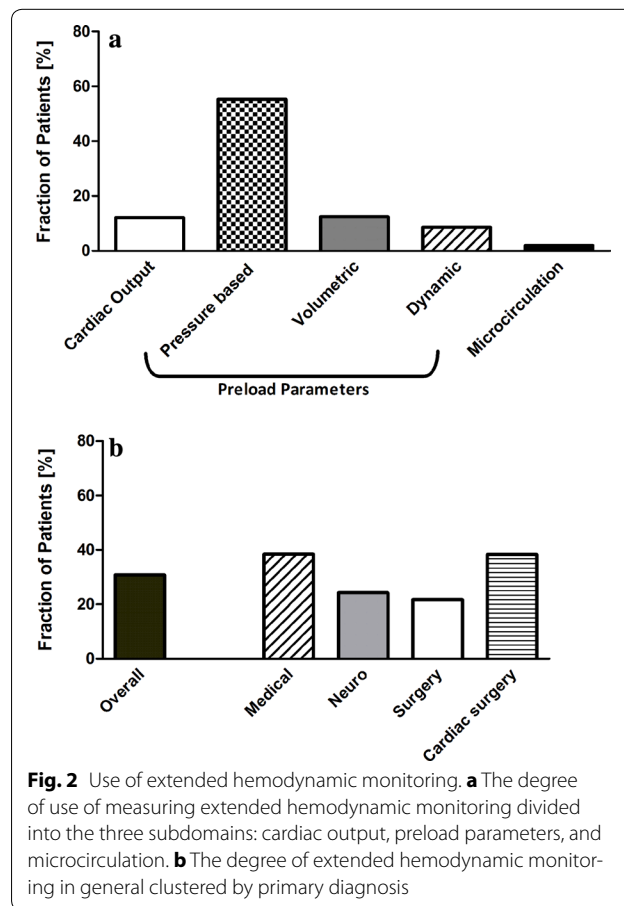 a
Fraction of Patients [%]
80
60
40
20
0
Cardiac Output
Pressure based
Volumetric
Dynamic
Microcirculation
Preload Parameters
b
Fraction of Patients [%]
80
60
40
20
0
Overall
Medical
Neuro
Surgery
Cardiac surgery
Fig. 2 Use of extended hemodynamic monitoring. a The degree
of use of measuring extended hemodynamic monitoring divided
into the three subdomains: cardiac output, preload parameters, and
microcirculation. b The degree of extended hemodynamic monitor-
ing in general clustered by primary diagnosis